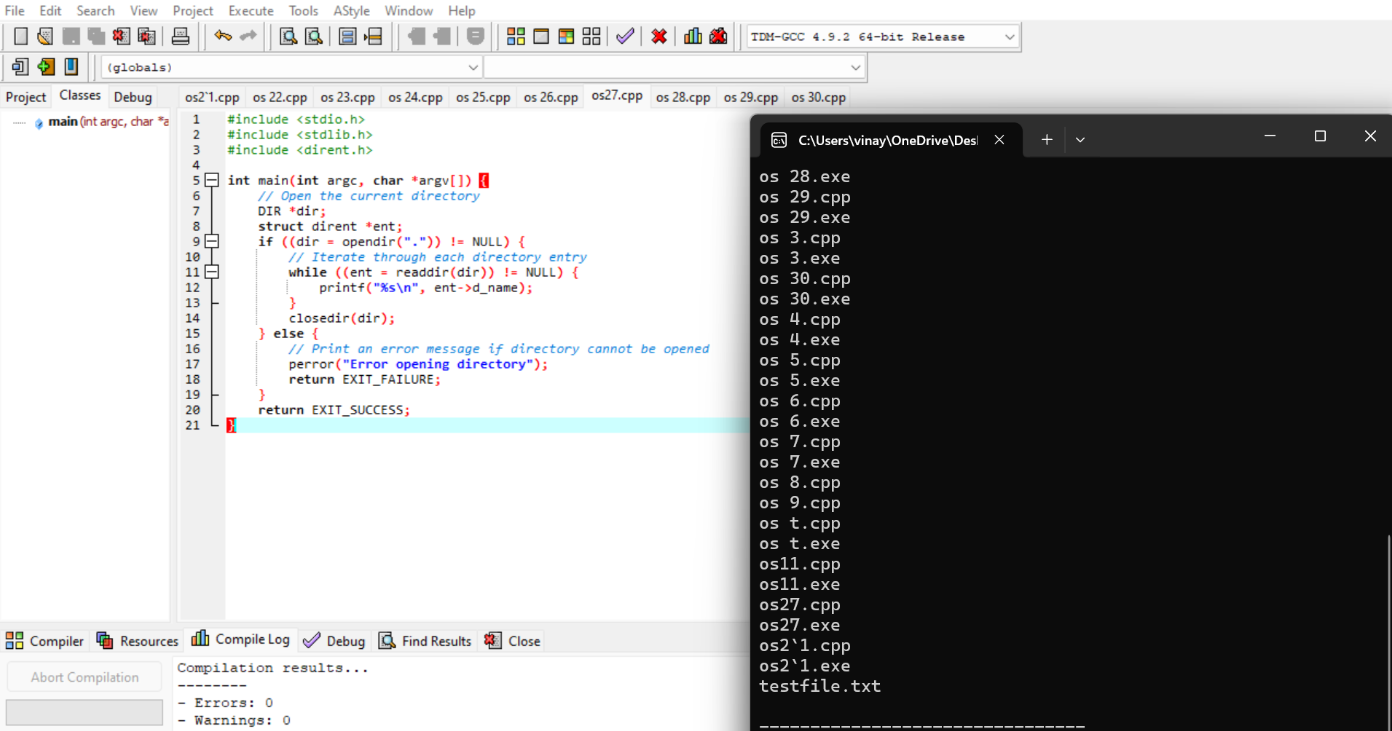 File Edit Search View Project Execute Tools AStyle Window Help
TDM-GCC 4.9.2 64-bit Release
(globals)
Project Classes Debug
os2`1.cpp os 22.cpp os 23.cpp os 24.cpp os 25.cpp os 26.cpp os27.cpp os 28.cpp os 29.cpp os 30.cpp
main (int argc, char *a
1 #include <stdio.h>
2 #include <stdlib.h>
3 #include <dirent.h>
4
5 int main(int argc, char *argv[]) {
6 // Open the current directory
7 DIR *dir;
8 struct dirent *ent;
9 if ((dir = opendir(".")) != NULL) {
10 // Iterate through each directory entry
11 while ((ent = readdir(dir)) != NULL) {
12 printf("%s\n", ent->d_name);
13 }
14 closedir(dir);
15 } else {
16 // Print an error message if directory cannot be opened
17 perror("Error opening directory");
18 return EXIT_FAILURE;
19 }
20 return EXIT_SUCCESS;
21 }
C:\Users\vinay\OneDrive\Des
os 28.exe
os 29.cpp
os 29.exe
os 3.cpp
os 3.exe
os 30.cpp
os 30.exe
os 4.cpp
os 4.exe
os 5.cpp
os 5.exe
os 6.cpp
os 6.exe
os 7.cpp
os 7.exe
os 8.cpp
os 9.cpp
os t.cpp
os t.exe
os11.cpp
os11.exe
os27.cpp
os27.exe
os2`1.cpp
os2`1.exe
testfile.txt
--------------------------------
Compiler Resources Compile Log Debug Find Results Close
Abort Compilation
Compilation results...
--------
- Errors: 0
- Warnings: 0